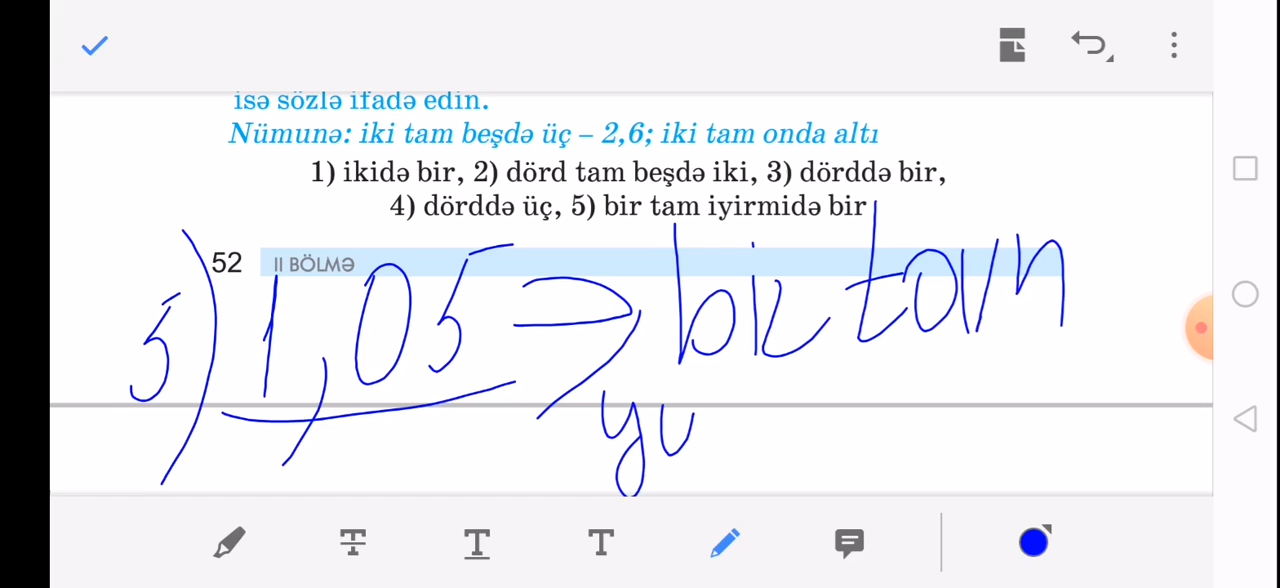 isə sözlə ifadə edin.
Nümunə: iki tam beşdə üç – 2,6; iki tam onda altı
1) ikidə bir, 2) dörd tam beşdə iki, 3) dörddə bir,
4) dörddə üç, 5) bir tam iyirmidə bir
52 II BÖLMƏ
5) 1,05 → bir tam
yu